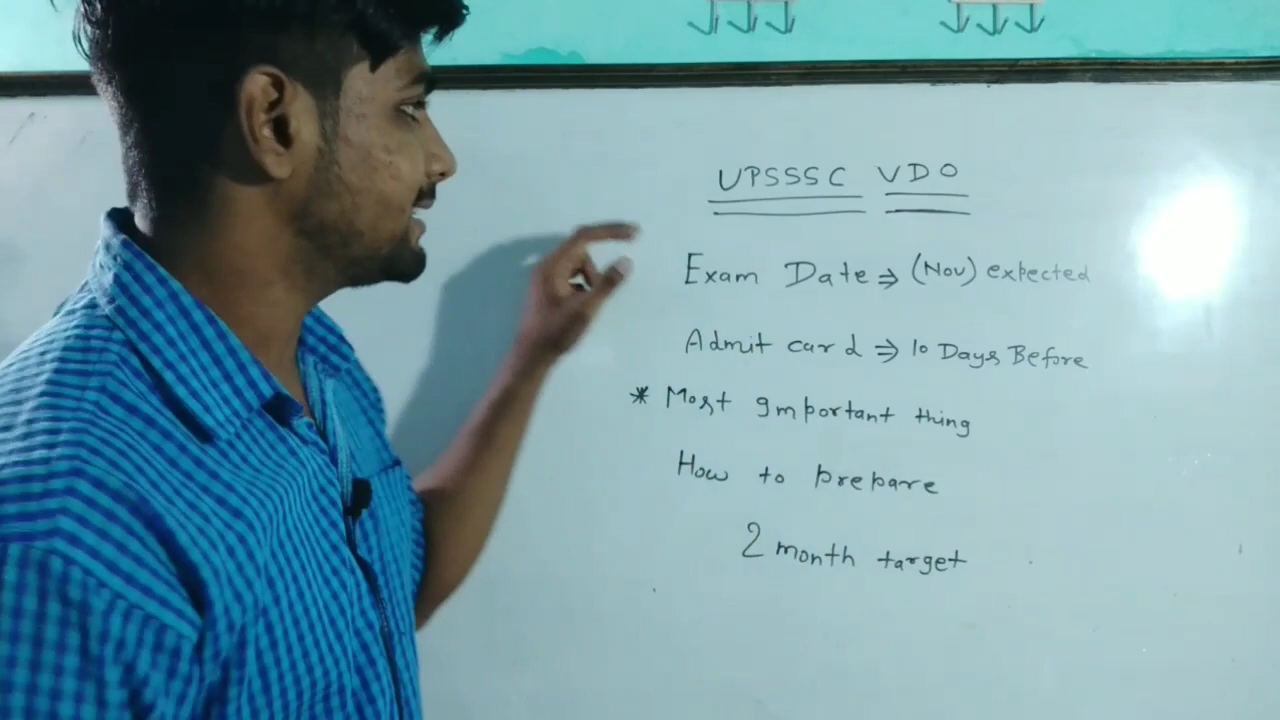 UPSSSC VDO
Exam Date ⇒ (Nov) expected
Admit card ⇒ 10 Days Before
* Most important thing
How to prepare
2 month target